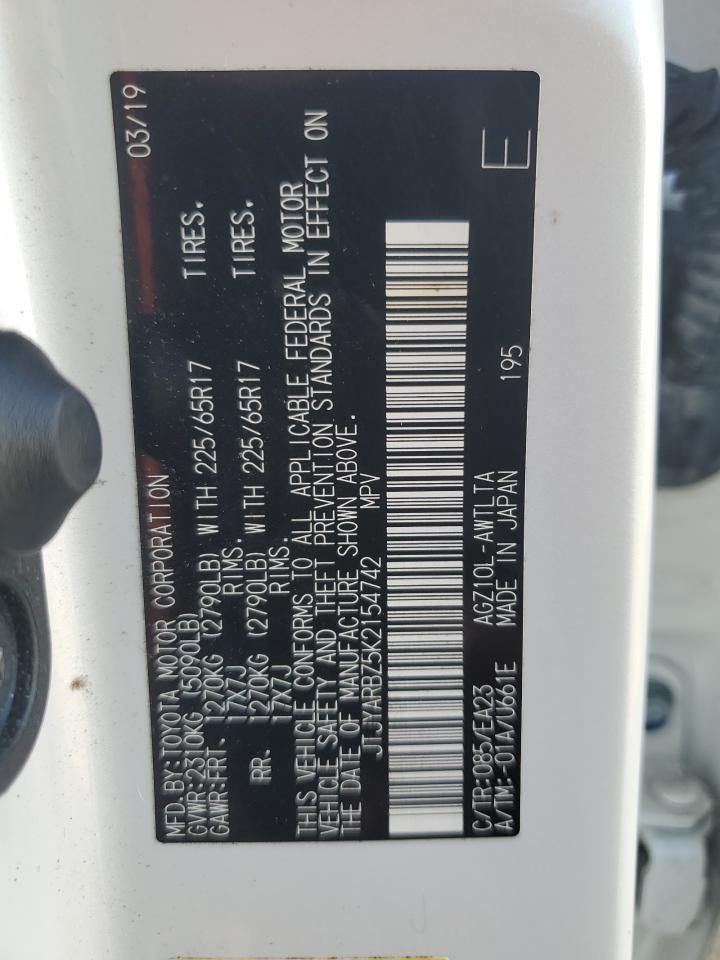 MFD. BY: TOYOTA MOTOR CORPORATION 03/19
GVWR: 2310KG (5090LB)
GAWR: FRT. 1270KG (2790LB) WITH 225/65R17 TIRES.
17X7J RIMS.
RR. 1270KG (2790LB) WITH 225/65R17 TIRES.
17X7J RIMS.
THIS VEHICLE CONFORMS TO ALL APPLICABLE FEDERAL MOTOR
VEHICLE SAFETY AND THEFT PREVENTION STANDARDS IN EFFECT ON
THE DATE OF MANUFACTURE SHOWN ABOVE.
JTJYARBZ5K2154742 MPV
C/TR: 085/EA23 AGZ10L-AWTLTA
A/TM: -01A/U661E MADE IN JAPAN 195 E